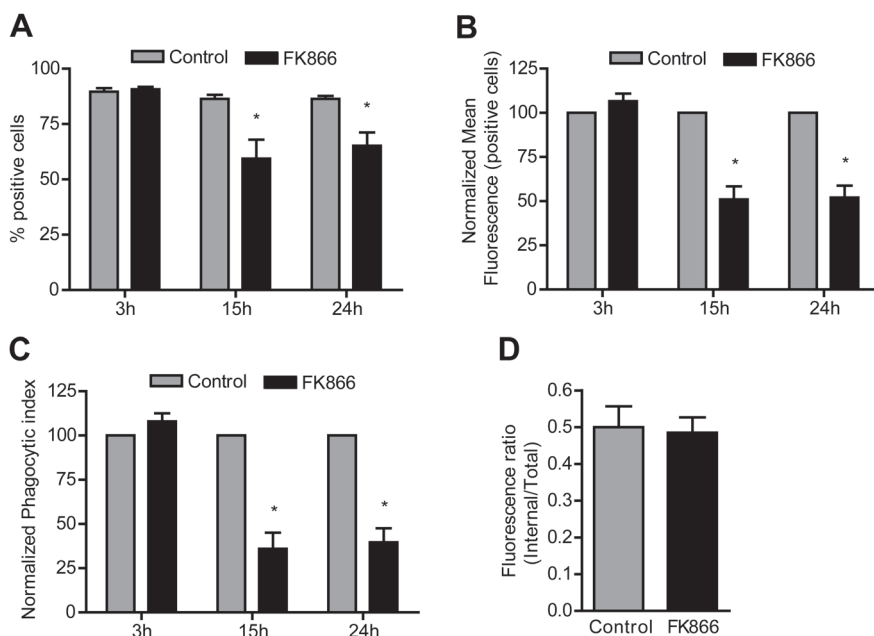 A
Control FK866
% positive cells
100
75
50
25
0
3h 15h 24h
* *
B
Control FK866
Normalized Mean
Fluorescence (positive cells)
125
100
75
50
25
0
3h 15h 24h
* *
C
Control FK866
Normalized Phagocytic index
125
100
75
50
25
0
3h 15h 24h
* *
D
Fluorescence ratio
(Internal/Total)
0.6
0.5
0.4
0.3
0.2
0.1
0.0
Control FK866